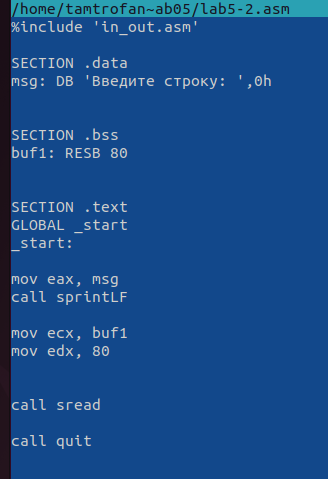 /home/tamtrofan~ab05/lab5-2.asm
%include 'in_out.asm'
SECTION .data
msg: DB 'Введите строку: ',0h
SECTION .bss
buf1: RESB 80
SECTION .text
GLOBAL _start
_start:
mov eax, msg
call sprintLF
mov ecx, buf1
mov edx, 80
call sread
call quit